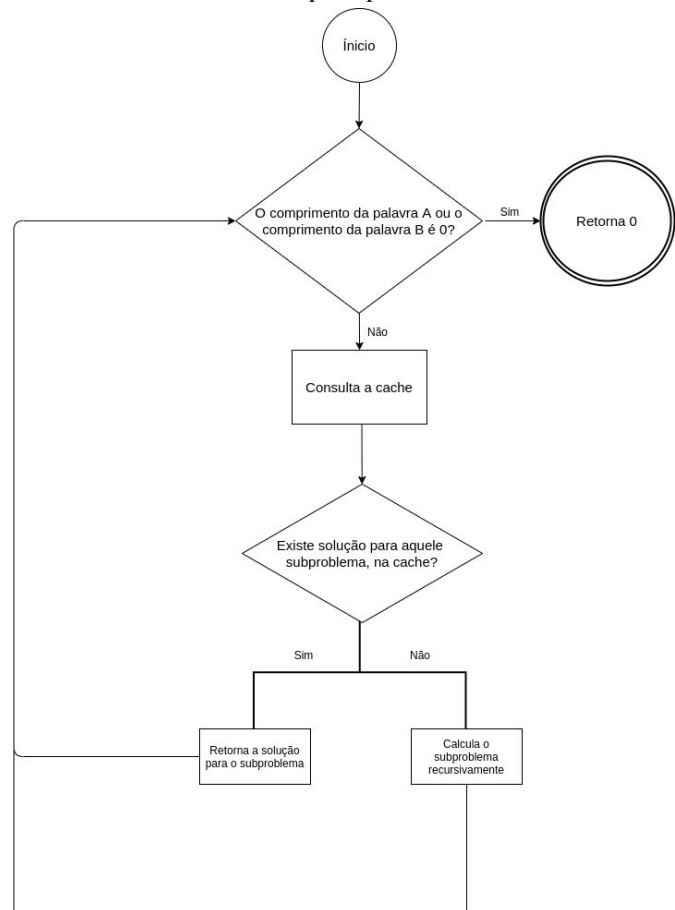 Ínicio
O comprimento da palavra A ou o
comprimento da palavra B é 0?
Sim
Retorna 0
Não
Consulta a cache
Existe solução para aquele
subproblema, na cache?
Sim
Não
Retorna a solução
para o subproblema
Calcula o
subproblema
recursivamente